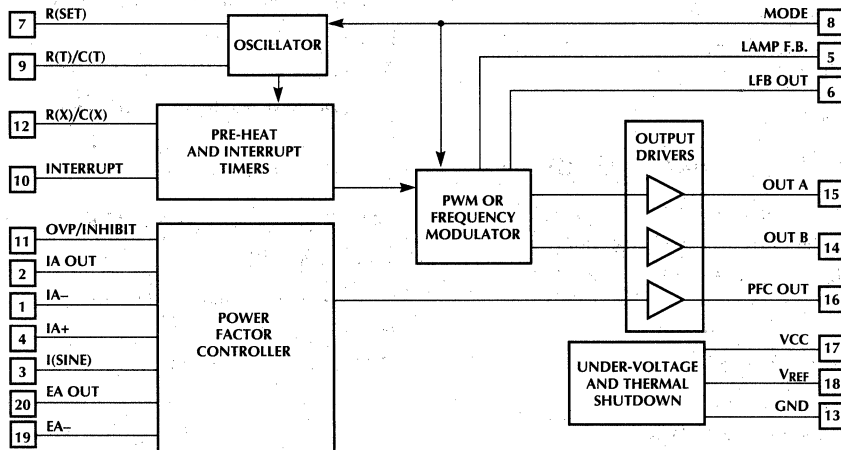 7 R(SET)
9 R(T)/C(T)
12 R(X)/C(X)
10 INTERRUPT
11 OVP/INHIBIT
2 IA OUT
1 IA–
4 IA+
3 I(SINE)
20 EA OUT
19 EA–
OSCILLATOR
PRE-HEAT
AND INTERRUPT
TIMERS
POWER
FACTOR
CONTROLLER
PWM OR
FREQUENCY
MODULATOR
OUTPUT
DRIVERS
UNDER-VOLTAGE
AND THERMAL
SHUTDOWN
MODE 8
LAMP F.B. 5
LFB OUT 6
OUT A 15
OUT B 14
PFC OUT 16
VCC 17
VREF 18
GND 13